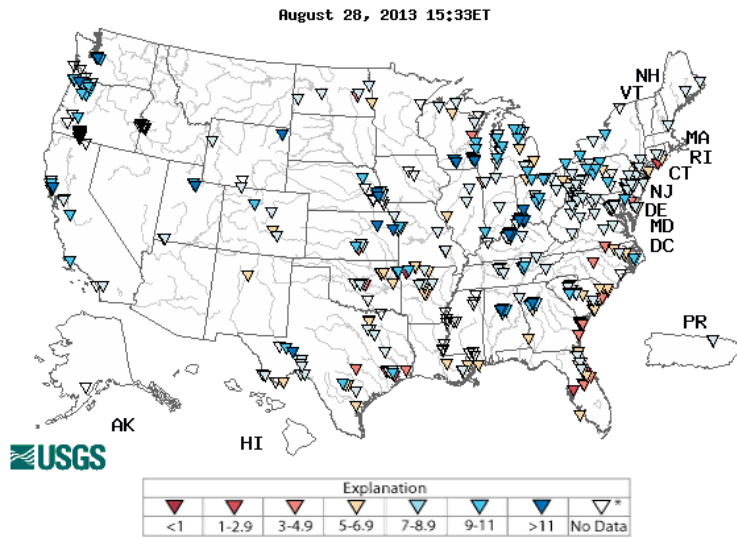 August 28, 2013 15:33ET
NH
VT
MA
RI
CT
NJ
DE
MD
DC
PR
AK
HI
USGS
Explanation
*
<1 1-2.9 3-4.9 5-6.9 7-8.9 9-11 >11 No Data